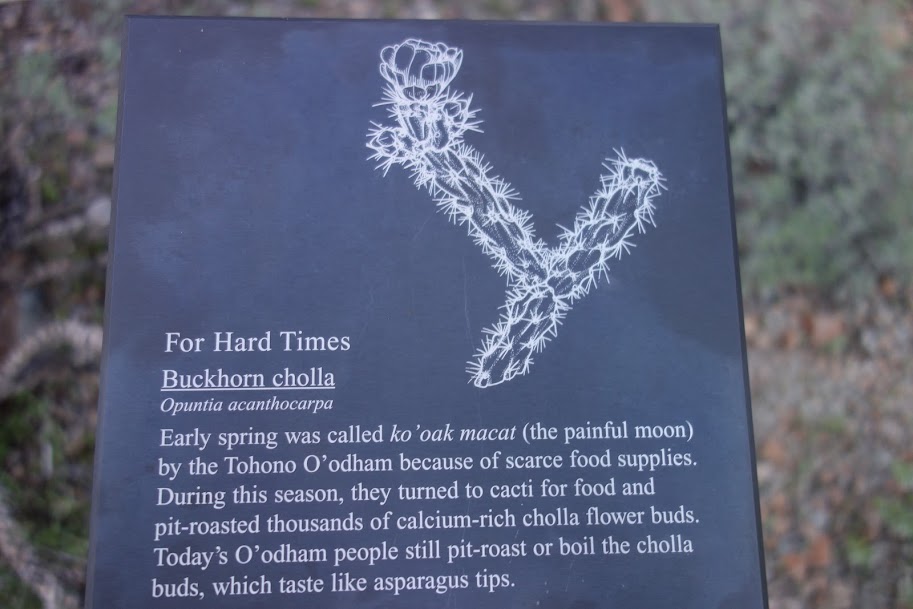 For Hard Times
Buckhorn cholla
Opuntia acanthocarpa
Early spring was called ko’oak macat (the painful moon)
by the Tohono O’odham because of scarce food supplies.
During this season, they turned to cacti for food and
pit-roasted thousands of calcium-rich cholla flower buds.
Today’s O’odham people still pit-roast or boil the cholla
buds, which taste like asparagus tips.